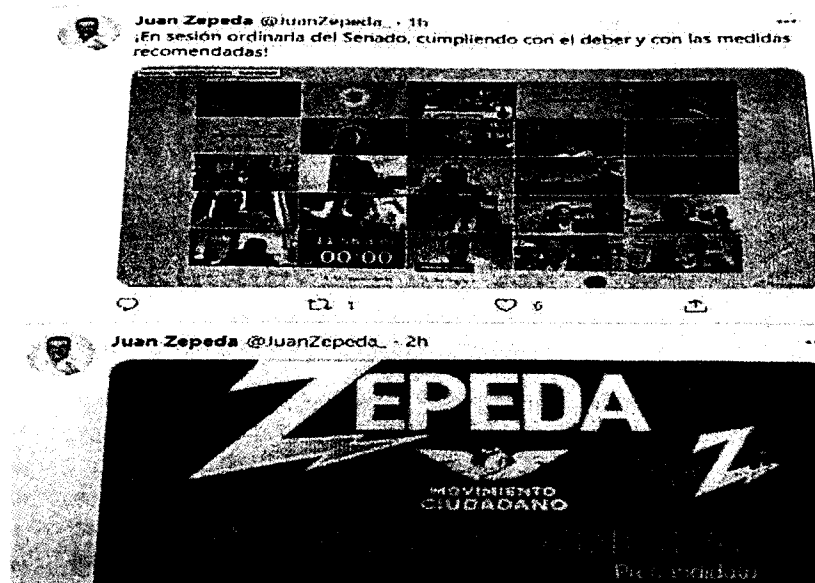 Juan Zepeda @JuanZepeda_ · 1h
¡En sesión ordinaria del Senado, cumpliendo con el deber y con las medidas
recomendadas!
00:00
1 6
Juan Zepeda @JuanZepeda_ · 2h
ZEPEDA
MOVIMIENTO
CIUDADANO
Z
Precandidato